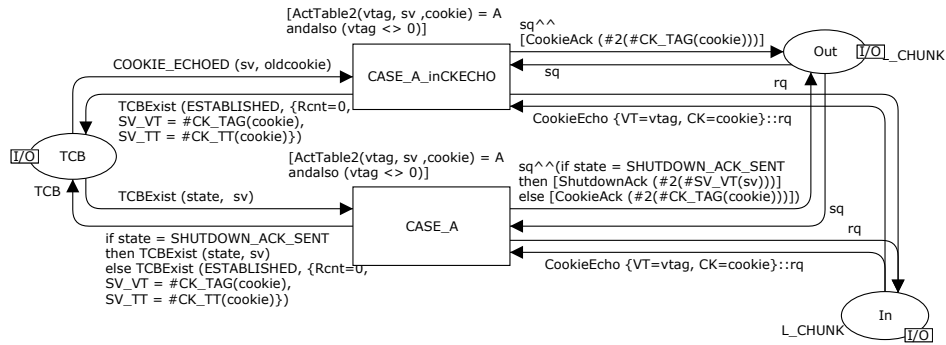 [ActTable2(vtag, sv ,cookie) = A
andalso (vtag <> 0)]
sq^^
[CookieAck (#2(#CK_TAG(cookie)))]
COOKIE_ECHOED (sv, oldcookie)
CASE_A_inCKECHO
sq
Out
I/O
L_CHUNK
rq
TCBExist (ESTABLISHED, {Rcnt=0,
SV_VT = #CK_TAG(cookie),
SV_TT = #CK_TT(cookie)})
CookieEcho {VT=vtag, CK=cookie}::rq
I/O
TCB
TCB
[ActTable2(vtag, sv ,cookie) = A
andalso (vtag <> 0)]
sq^^(if state = SHUTDOWN_ACK_SENT
then [ShutdownAck (#2(#SV_VT(sv)))]
else [CookieAck (#2(#CK_TAG(cookie)))])
TCBExist (state, sv)
CASE_A
sq
rq
if state = SHUTDOWN_ACK_SENT
then TCBExist (state, sv)
else TCBExist (ESTABLISHED, {Rcnt=0,
SV_VT = #CK_TAG(cookie),
SV_TT = #CK_TT(cookie)})
CookieEcho {VT=vtag, CK=cookie}::rq
In
L_CHUNK
I/O